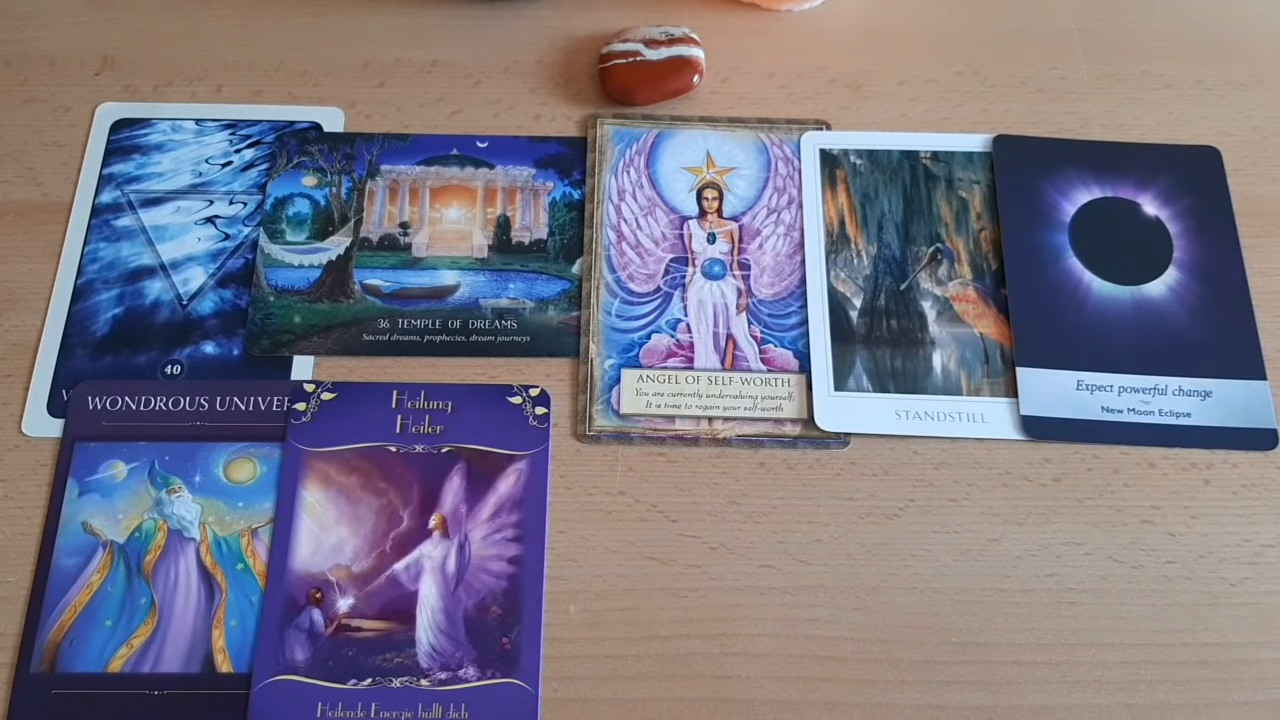 40
36 TEMPLE OF DREAMS
Sacred dreams, prophecies, dream journeys
ANGEL OF SELF-WORTH
You are currently undervaluing yourself;
It is time to regain your self-worth
STANDSTILL
Expect powerful change
New Moon Eclipse
WONDROUS
Heilung
Heiler
Heilende Energie hüllt dich